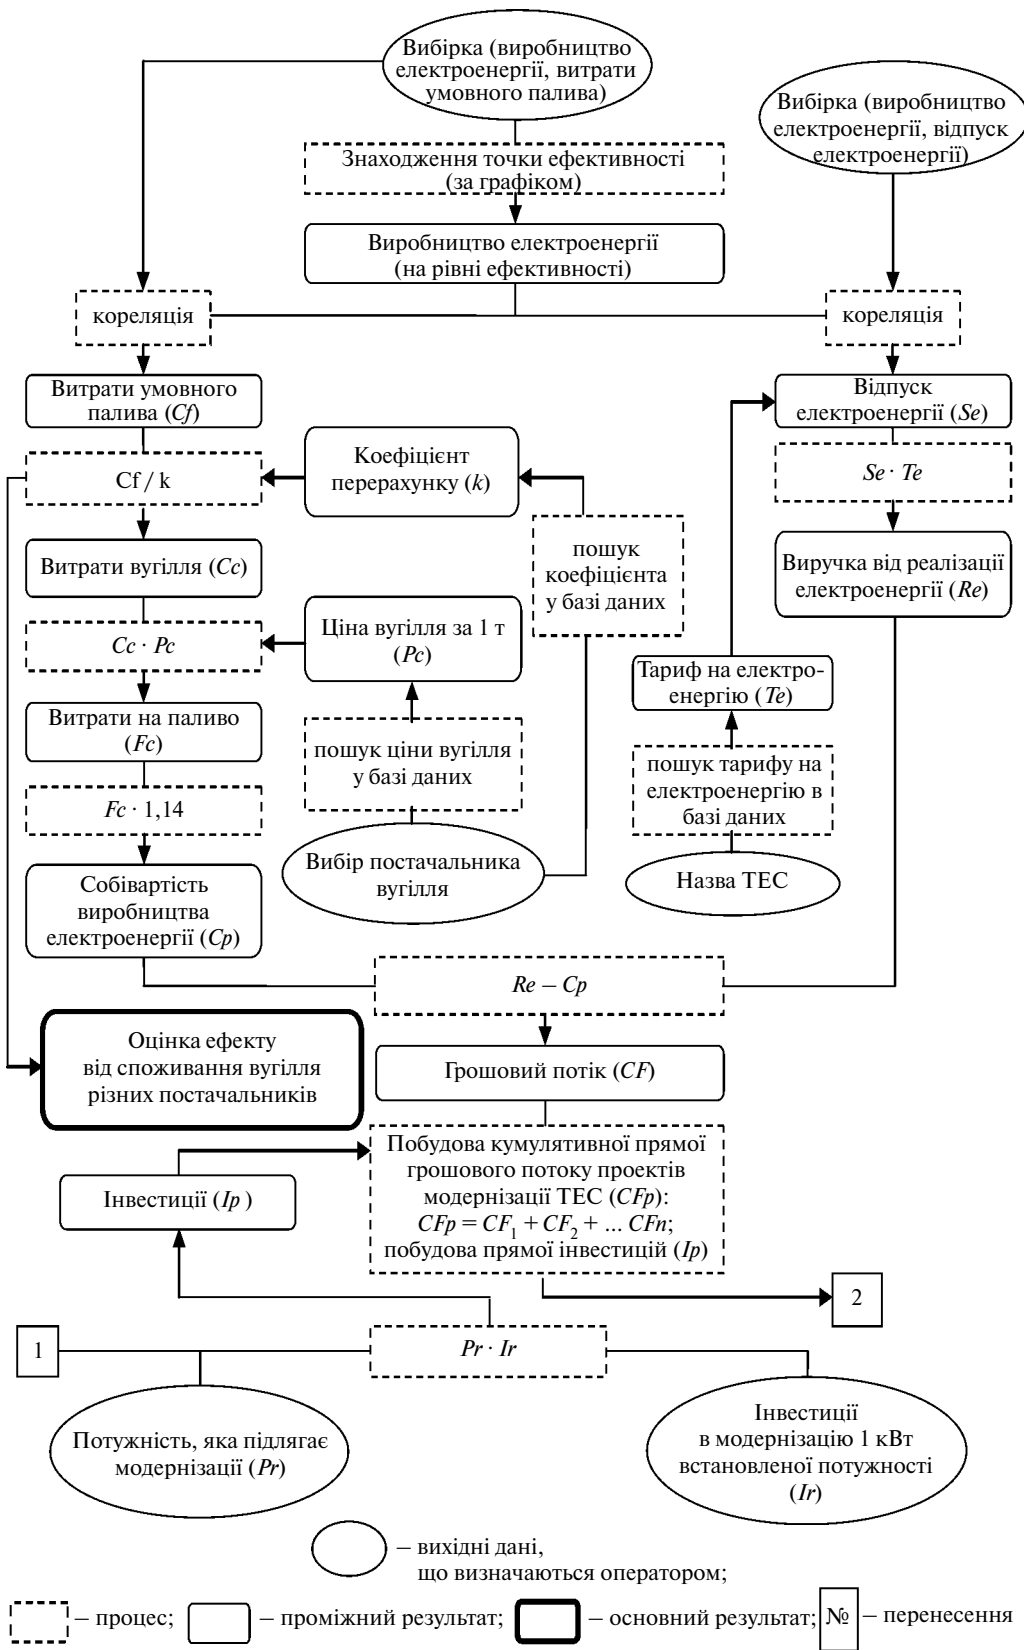 Вибірка (виробництво
електроенергії, витрати
умовного палива)
Вибірка (виробництво
електроенергії, відпуск
електроенергії)
Знаходження точки ефективності
(за графіком)
Виробництво електроенергії
(на рівні ефективності)
кореляція
кореляція
Витрати умовного
палива (Cf)
Відпуск
електроенергії (Se)
Cf / k
Коефіцієнт
перерахунку (k)
Se · Te
пошук
коефіцієнта
у базі даних
Витрати вугілля (Cc)
Виручка від реалізації
електроенергії (Re)
Cc · Pc
Ціна вугілля за 1 т
(Pc)
Тариф на електро-
енергію (Te)
Витрати на паливо
(Fc)
пошук ціни вугілля
у базі даних
пошук тарифу на
електроенергію в
базі даних
Fc · 1,14
Вибір постачальника
вугілля
Назва ТЕС
Собівартість
виробництва
електроенергії (Cp)
Re – Cp
Оцінка ефекту
від споживання вугілля
різних постачальників
Грошовий потік (CF)
Побудова кумулятивної прямої
грошового потоку проектів
модернізації ТЕС (CFp):
CFp = CF₁ + CF₂ + ... CFn;
побудова прямої інвестицій (Ip)
Інвестиції (Ip )
2
1
Pr · Ir
Потужність, яка підлягає
модернізації (Pr)
Інвестиції
в модернізацію 1 кВт
встановленої потужності
(Ir)
– вихідні дані,
що визначаються оператором;
– процес;
– проміжний результат;
– основний результат;
№
– перенесення